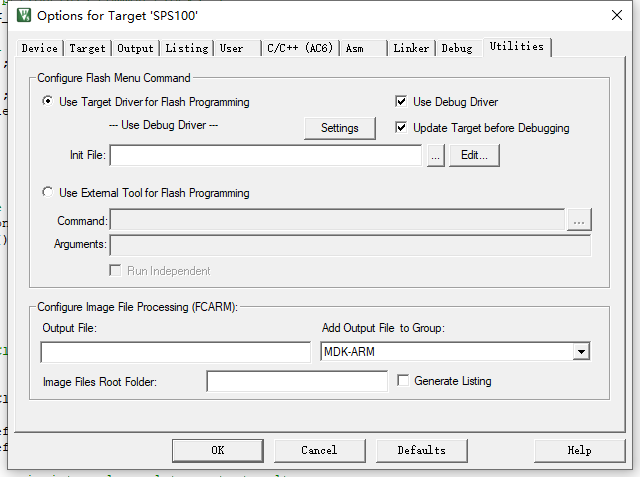 Options for Target 'SPS100'
Device Target Output Listing User C/C++ (AC6) Asm Linker Debug Utilities
Configure Flash Menu Command
Use Target Driver for Flash Programming
Use Debug Driver
--- Use Debug Driver ---
Settings
Update Target before Debugging
Init File:
...
Edit...
Use External Tool for Flash Programming
Command:
...
Arguments:
Run Independent
Configure Image File Processing (FCARM):
Output File:
Add Output File to Group:
MDK-ARM
Image Files Root Folder:
Generate Listing
OK Cancel Defaults Help